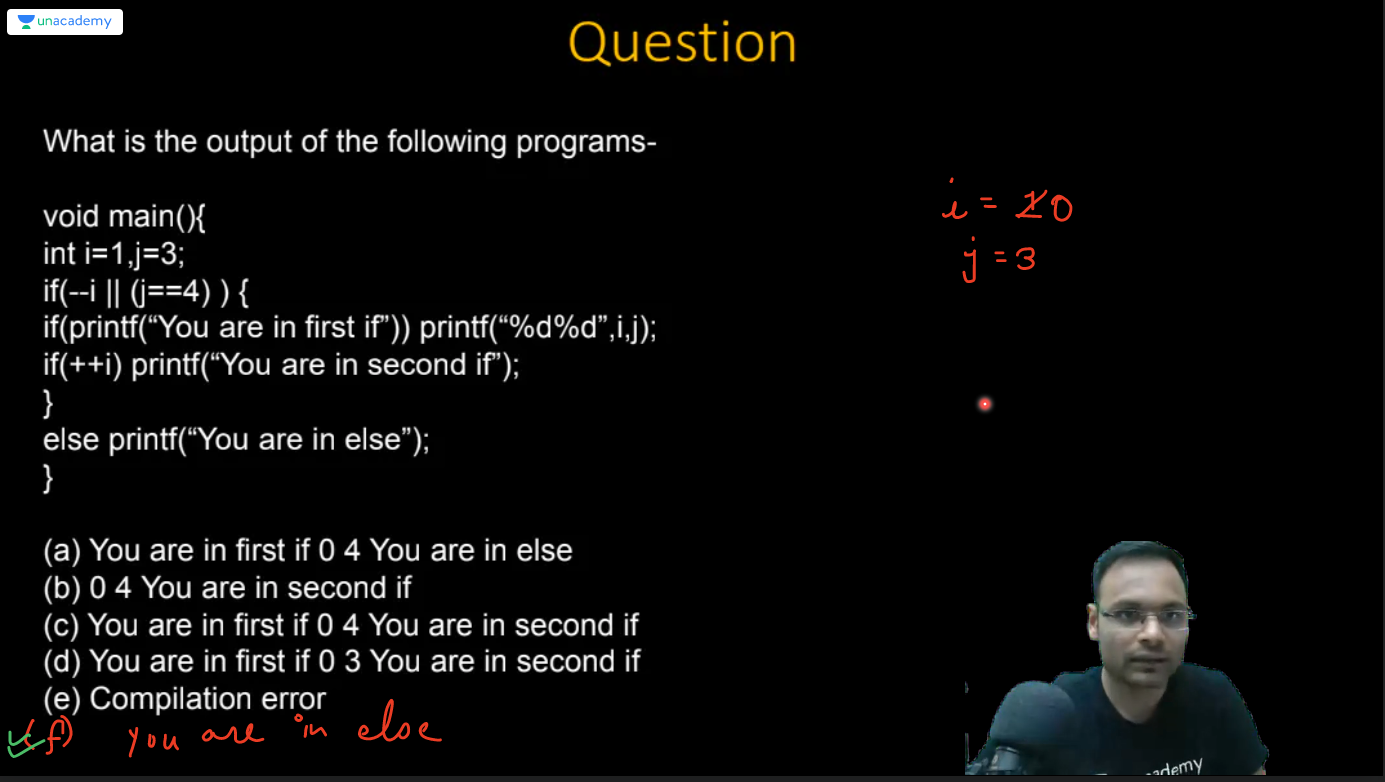 unacademy
Question
What is the output of the following programs-
void main(){
int i=1,j=3;
if(--i || (j==4) ) {
if(printf(“You are in first if”)) printf(“%d%d”,i,j);
if(++i) printf(“You are in second if”);
}
else printf(“You are in else”);
}
i = 1 0
j = 3
(a) You are in first if 0 4 You are in else
(b) 0 4 You are in second if
(c) You are in first if 0 4 You are in second if
(d) You are in first if 0 3 You are in second if
(e) Compilation error
(f) You are in else
ademy